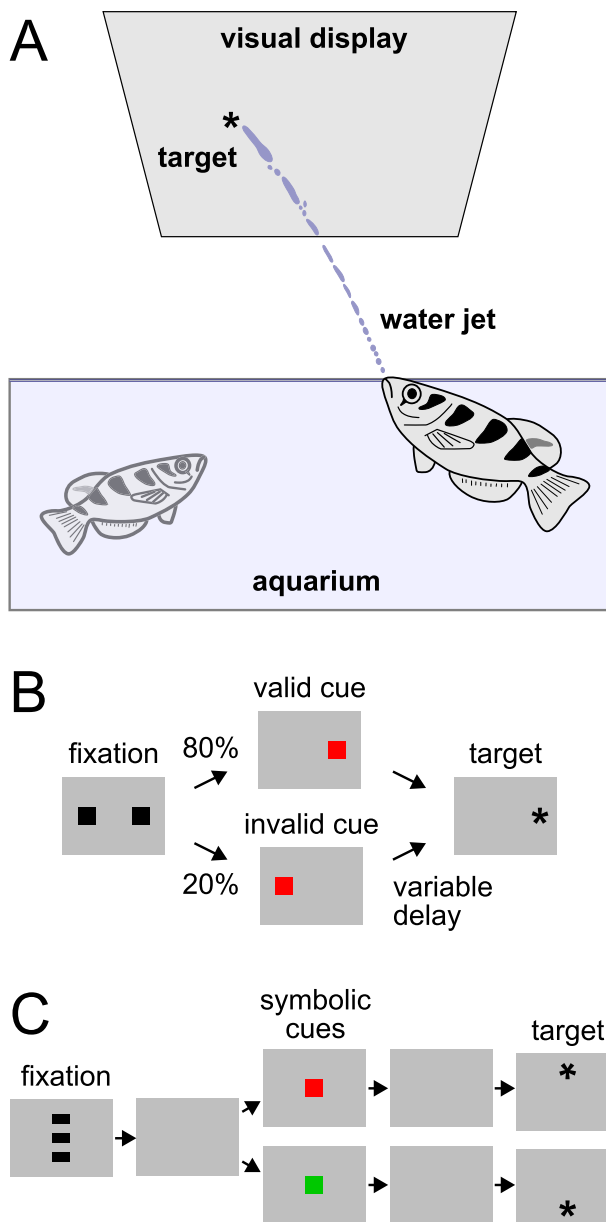 A
visual display
*
target
water jet
aquarium
B
valid cue
fixation
80%
target
*
invalid cue
20%
variable
delay
C
symbolic
cues
fixation
target
*
*